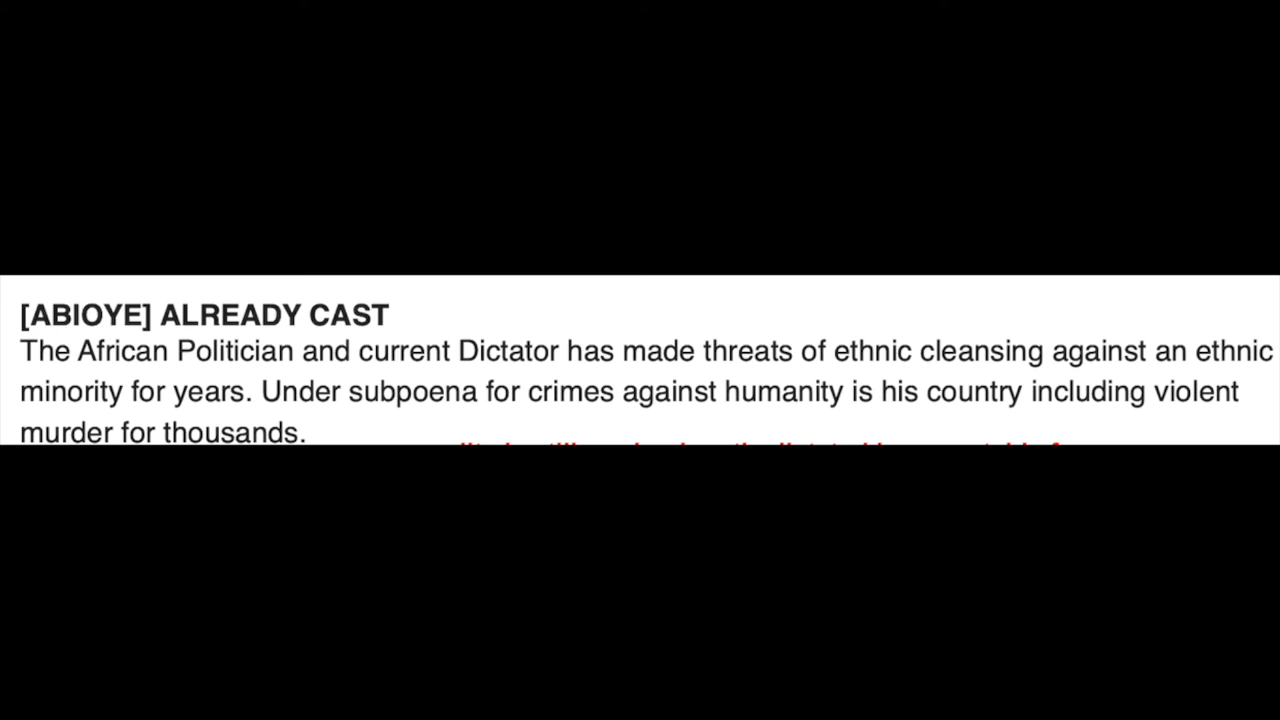 [ABIOYE] ALREADY CAST
The African Politician and current Dictator has made threats of ethnic cleansing against an ethnic
minority for years. Under subpoena for crimes against humanity is his country including violent
murder for thousands.